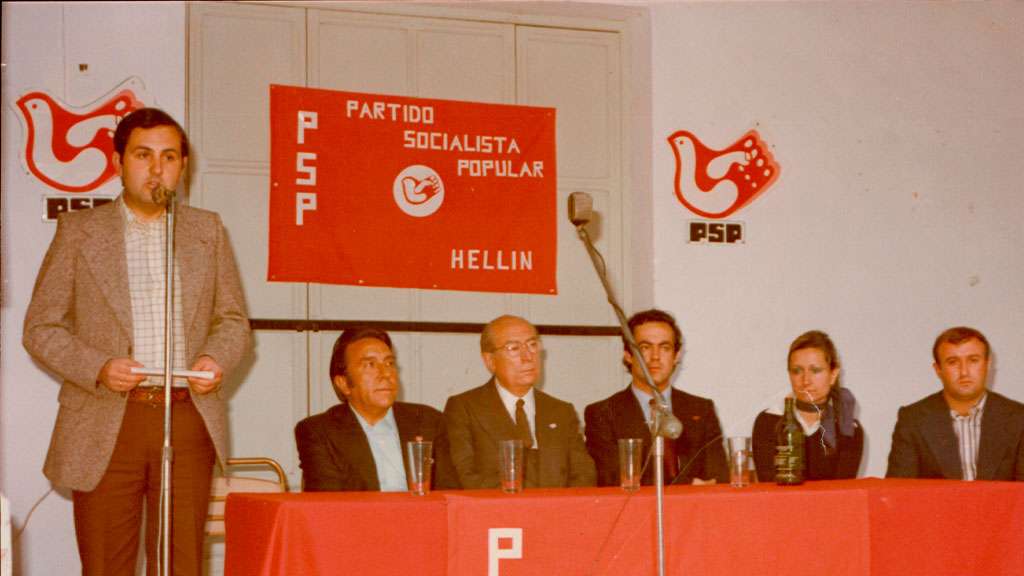 PSP
PARTIDO
SOCIALISTA
POPULAR
HELLIN
PSP
PSP
P